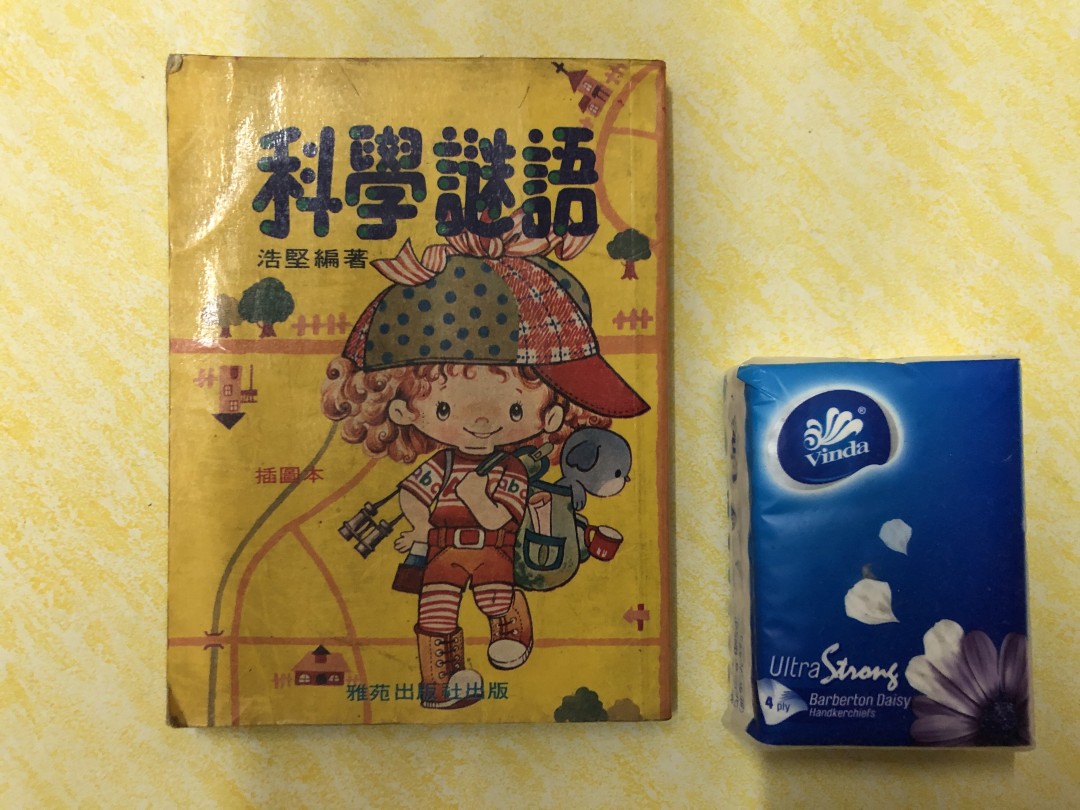 科學謎語
浩堅編著
插圖本
雅苑出版社出版
Vinda
®
Ultra Strong
4 ply
Barberton Daisy
Handkerchiefs